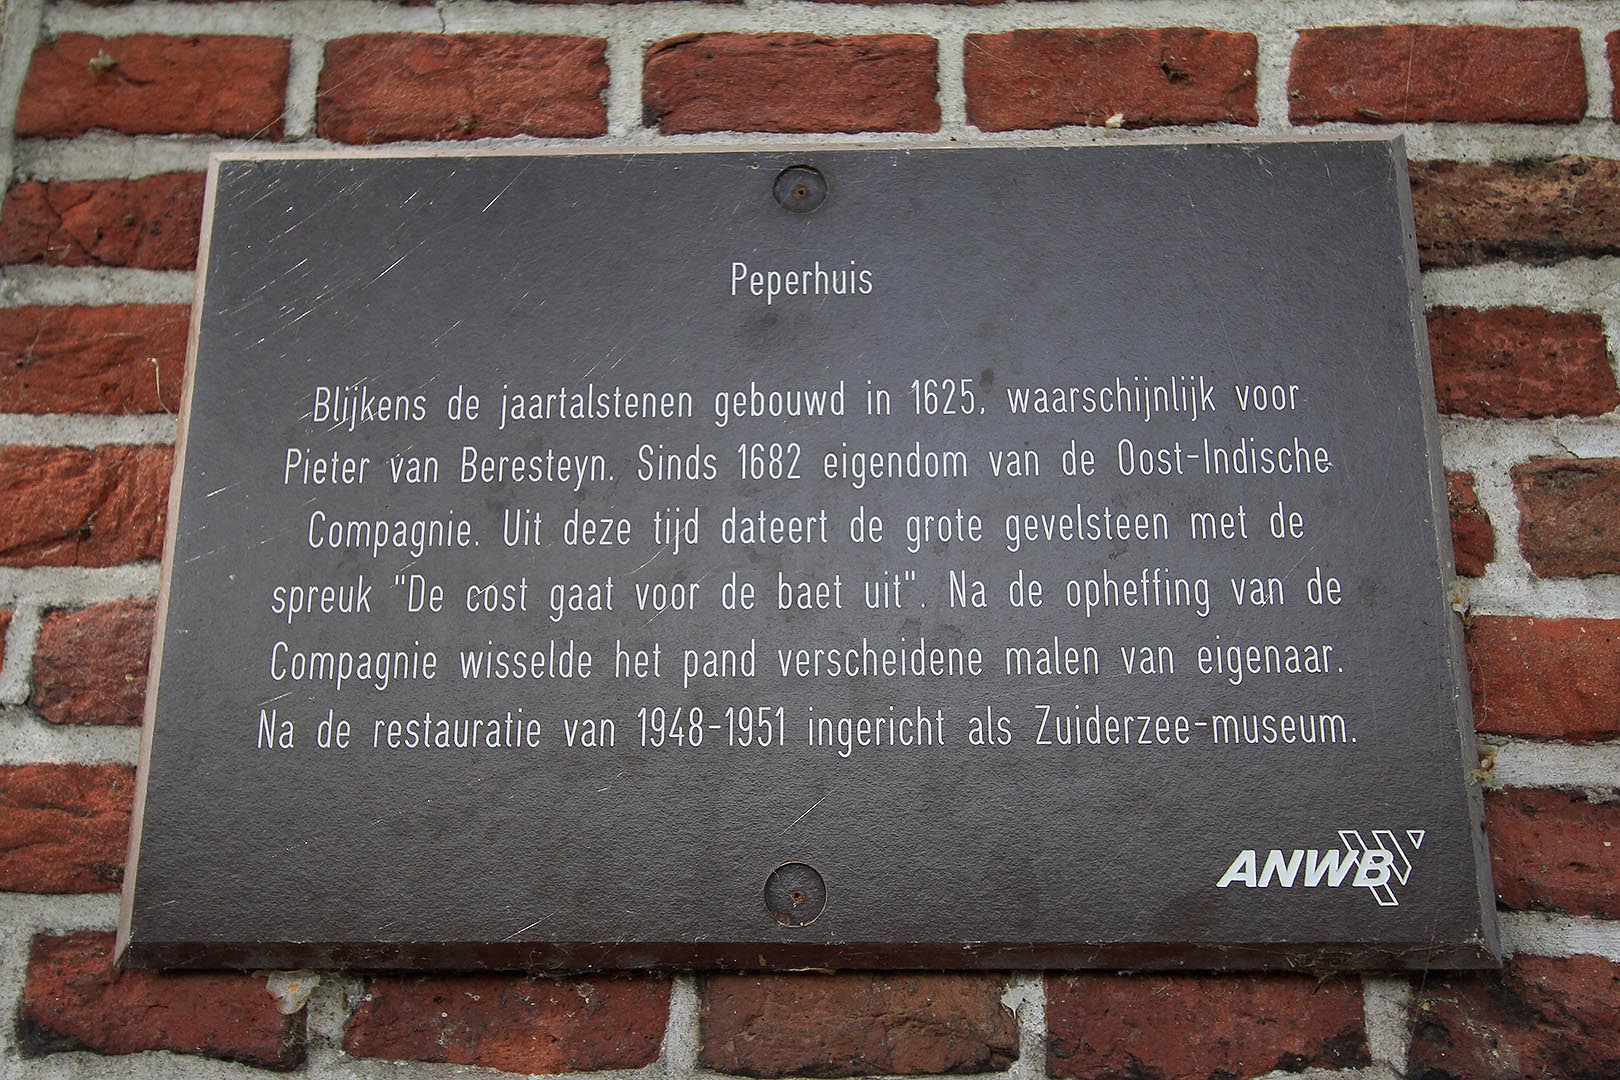 Peperhuis
Blijkens de jaartalstenen gebouwd in 1625, waarschijnlijk voor
Pieter van Beresteyn. Sinds 1682 eigendom van de Oost-Indische
Compagnie. Uit deze tijd dateert de grote gevelsteen met de
spreuk "De cost gaat voor de baet uit". Na de opheffing van de
Compagnie wisselde het pand verscheidene malen van eigenaar.
Na de restauratie van 1948-1951 ingericht als Zuiderzee-museum.
ANWB